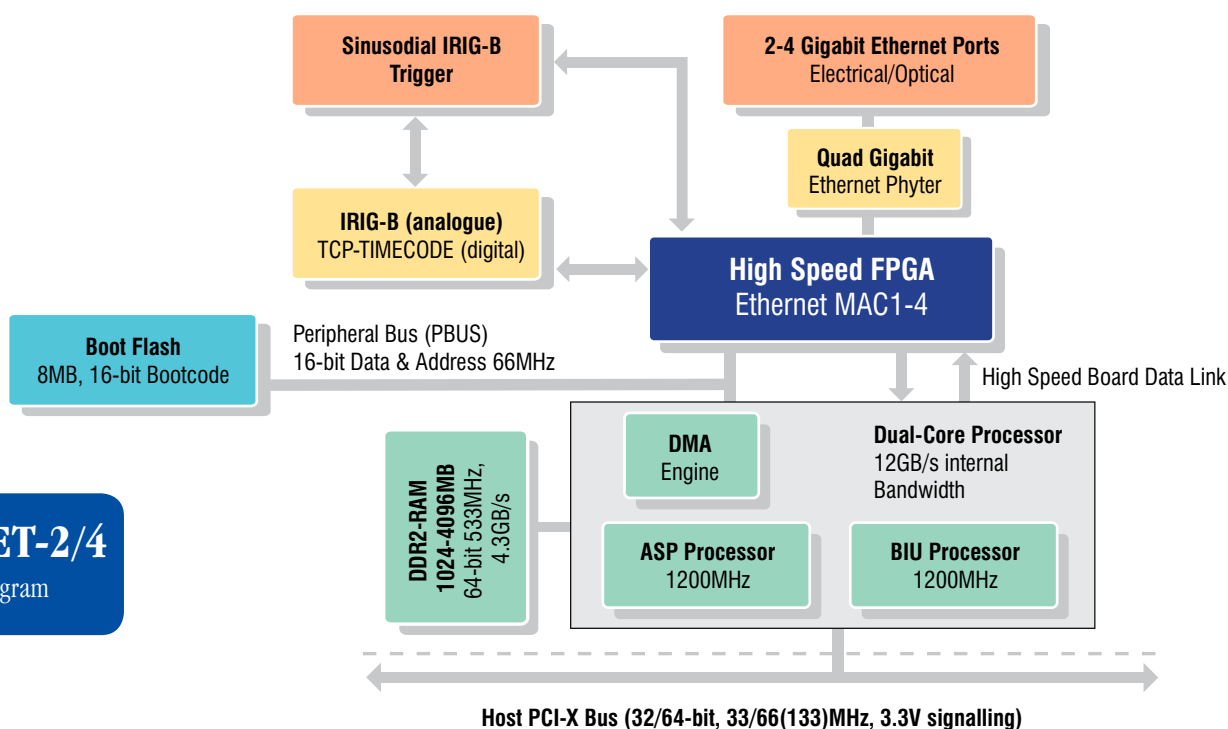 Sinusodial IRIG-B
Trigger
2-4 Gigabit Ethernet Ports
Electrical/Optical
Quad Gigabit
Ethernet Phyter
IRIG-B (analogue)
TCP-TIMECODE (digital)
High Speed FPGA
Ethernet MAC1-4
Boot Flash
8MB, 16-bit Bootcode
Peripheral Bus (PBUS)
16-bit Data & Address 66MHz
High Speed Board Data Link
DMA
Engine
Dual-Core Processor
12GB/s internal
Bandwidth
DDR2-RAM
1024-4096MB
64-bit 533MHz,
4.3GB/s
ASP Processor
1200MHz
BIU Processor
1200MHz
ET-2/4
gram
Host PCI-X Bus (32/64-bit, 33/66(133)MHz, 3.3V signalling)